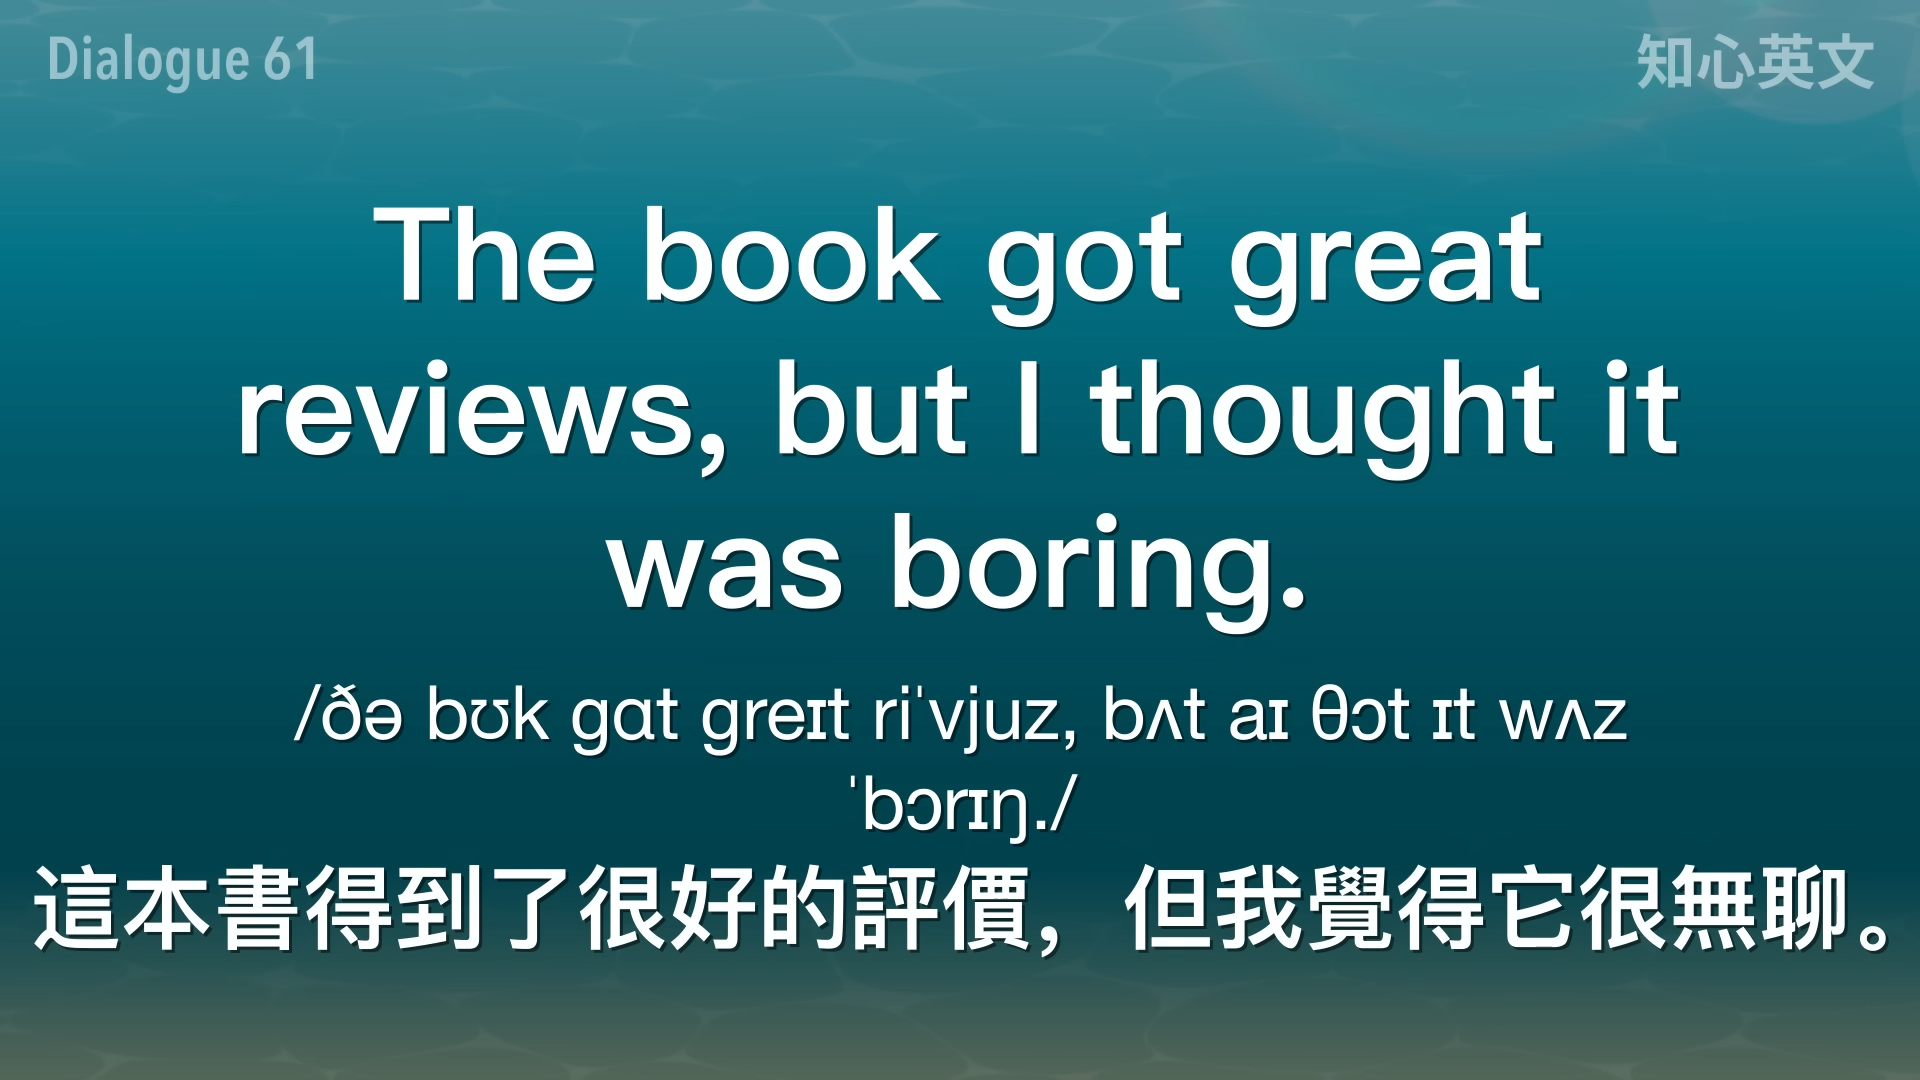 Dialogue 61
知心英文
The book got great
reviews, but I thought it
was boring.
/ðə bʊk gɑt greɪt riˈvjuz, bʌt aɪ θɔt ɪt wʌz
ˈbɔrɪŋ./
這本書得到了很好的評價，但我覺得它很無聊。